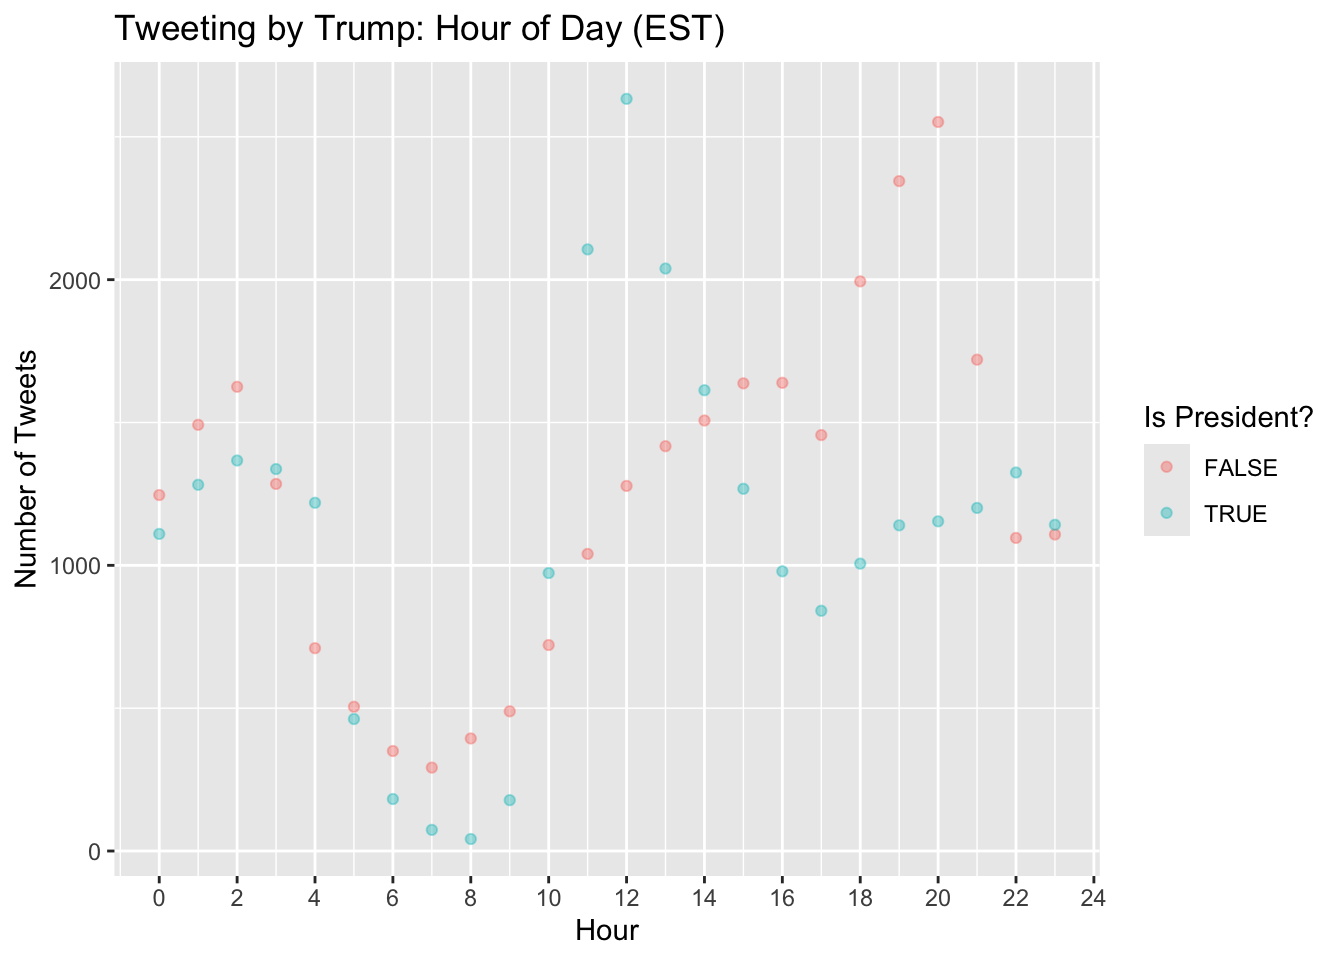 Tweeting by Trump: Hour of Day (EST)
Number of Tweets
2000
1000
0
0 2 4 6 8 10 12 14 16 18 20 22 24
Hour
Is President?
FALSE
TRUE